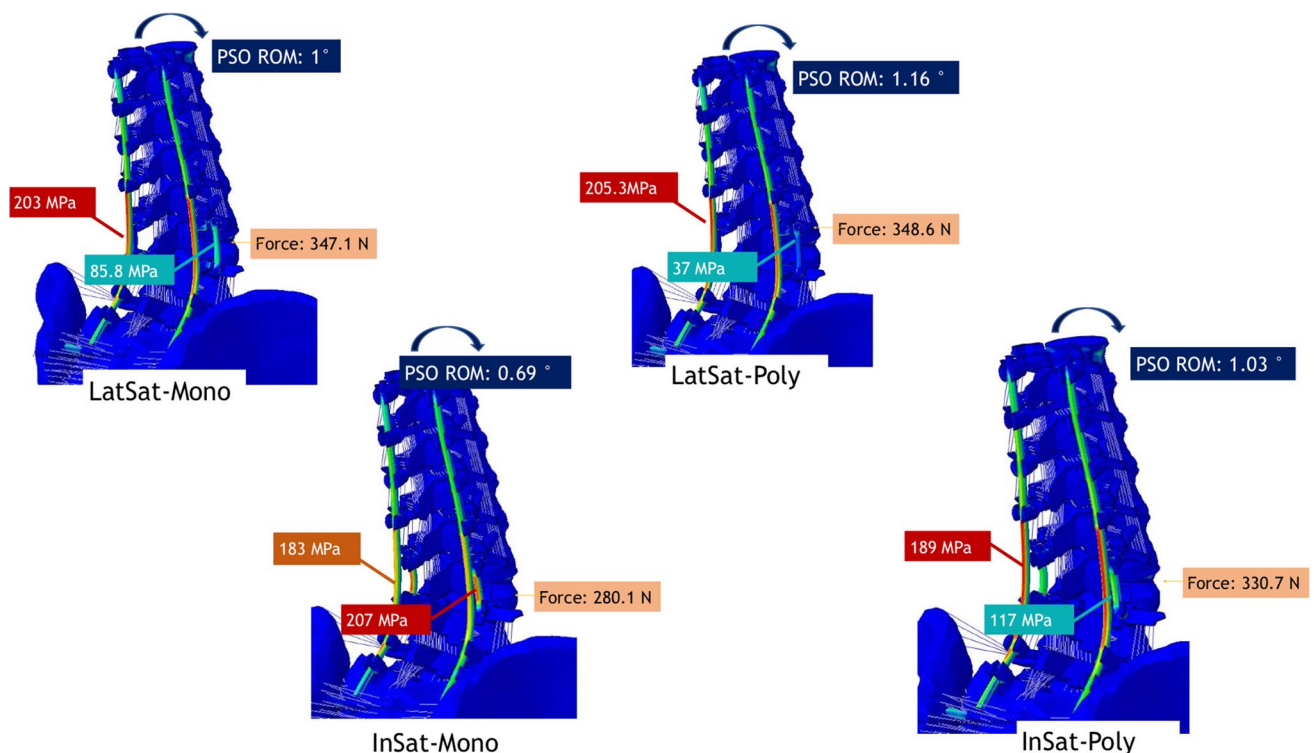 PSO ROM: 1°
203 MPa
Force: 347.1 N
85.8 MPa
LatSat-Mono
PSO ROM: 1.16 °
205.3MPa
Force: 348.6 N
37 MPa
LatSat-Poly
PSO ROM: 0.69 °
183 MPa
Force: 280.1 N
207 MPa
InSat-Mono
PSO ROM: 1.03 °
189 MPa
Force: 330.7 N
117 MPa
InSat-Poly